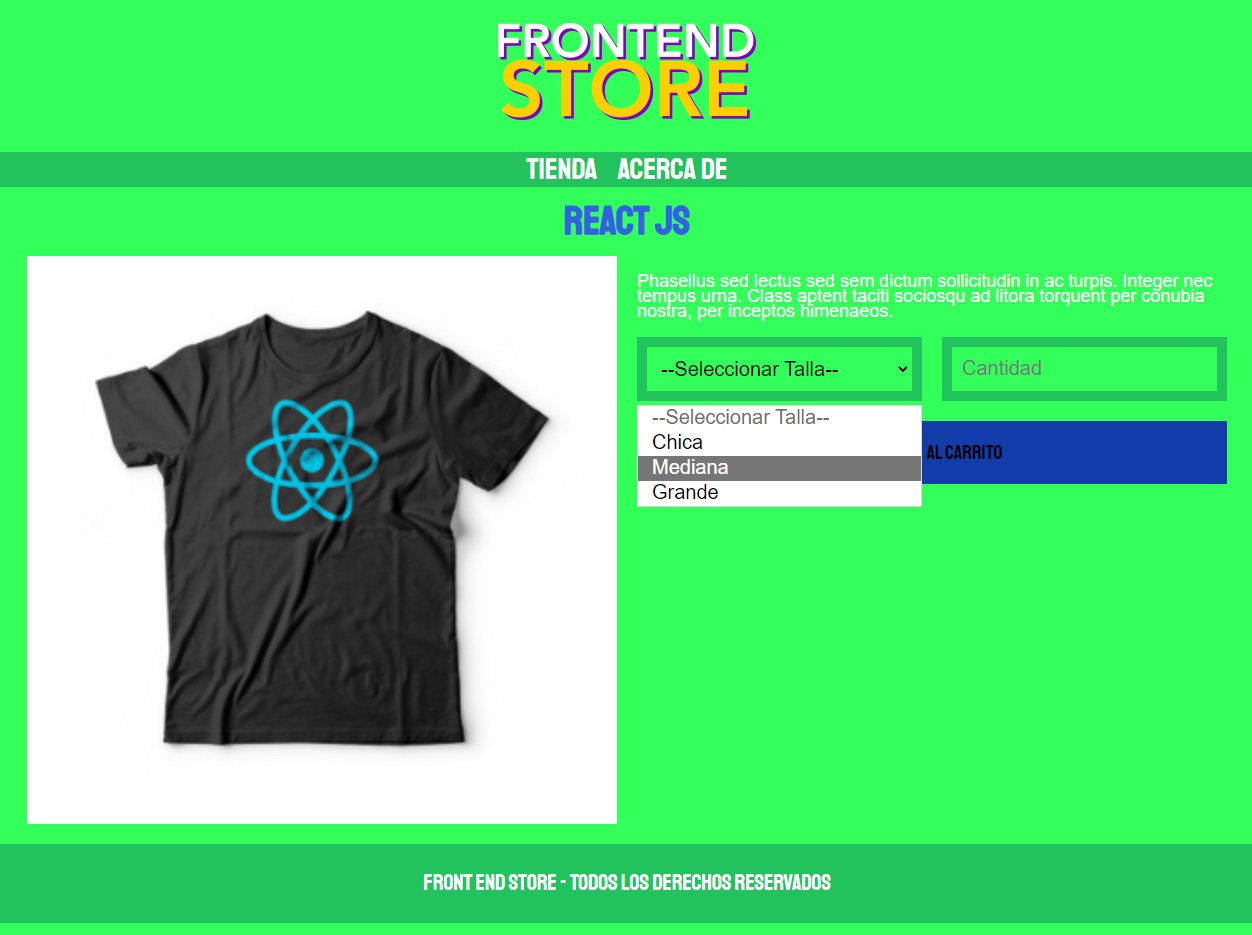 FRONTEND
STORE
TIENDA ACERCA DE
REACT JS
Phasellus sed lectus sed sem dictum sollicitudin in ac turpis. Integer nec
tempus urna. Class aptent taciti sociosqu ad litora torquent per conubia
nostra, per inceptos himenaeos.
--Seleccionar Talla-- Cantidad
--Seleccionar Talla--
Chica
Mediana
Grande
AL CARRITO
FRONT END STORE - TODOS LOS DERECHOS RESERVADOS